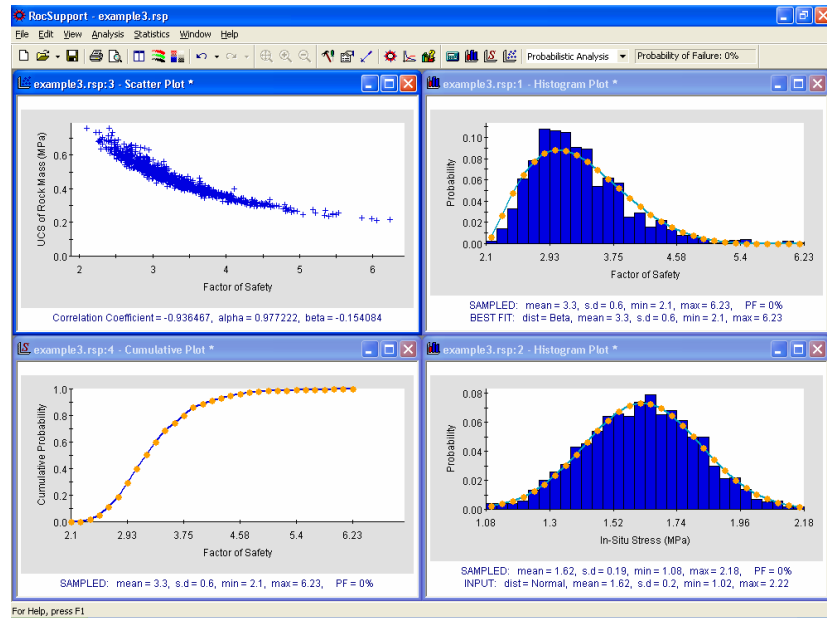 RocSupport - example3.rsp
File Edit View Analysis Statistics Window Help
Probabilistic Analysis Probability of Failure: 0%
example3.rsp:3 - Scatter Plot *
UCS of Rock Mass (MPa)
0.6
0.4
0.2
0.0
2 3 4 5 6
Factor of Safety
Correlation Coefficient = -0.936467, alpha = 0.977222, beta = -0.154084
example3.rsp:1 - Histogram Plot *
Probability
0.10
0.08
0.06
0.04
0.02
0.00
2.1 2.93 3.75 4.58 5.4 6.23
Factor of Safety
SAMPLED: mean = 3.3, s.d = 0.6, min = 2.1, max = 6.23, PF = 0%
BEST FIT: dist = Beta, mean = 3.3, s.d = 0.6, min = 2.1, max = 6.23
example3.rsp:4 - Cumulative Plot *
Cumulative Probability
1.0
0.8
0.6
0.4
0.2
0.0
2.1 2.93 3.75 4.58 5.4 6.23
Factor of Safety
SAMPLED: mean = 3.3, s.d = 0.6, min = 2.1, max = 6.23, PF = 0%
example3.rsp:2 - Histogram Plot *
Probability
0.08
0.06
0.04
0.02
0.00
1.08 1.3 1.52 1.74 1.96 2.18
In-Situ Stress (MPa)
SAMPLED: mean = 1.62, s.d = 0.19, min = 1.08, max = 2.18, PF = 0%
INPUT: dist = Normal, mean = 1.62, s.d = 0.2, min = 1.02, max = 2.22
For Help, press F1